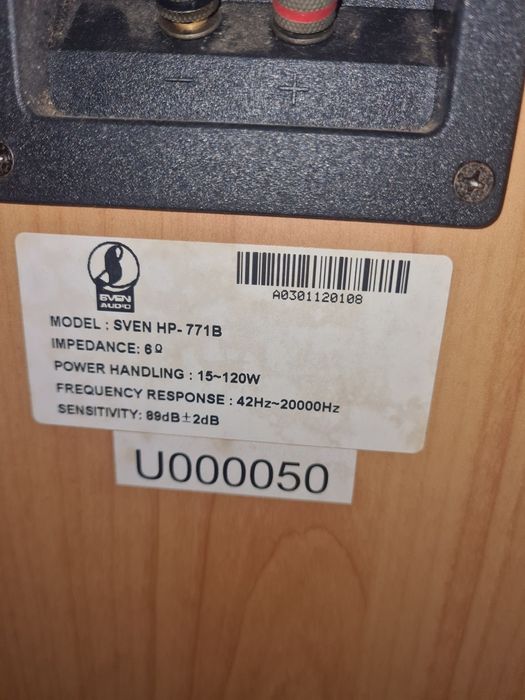 − +
SVEN
AUDIO
A0301120108
MODEL : SVEN HP-771B
IMPEDANCE: 6Ω
POWER HANDLING : 15~120W
FREQUENCY RESPONSE : 42Hz~20000Hz
SENSITIVITY: 89dB±2dB
U000050